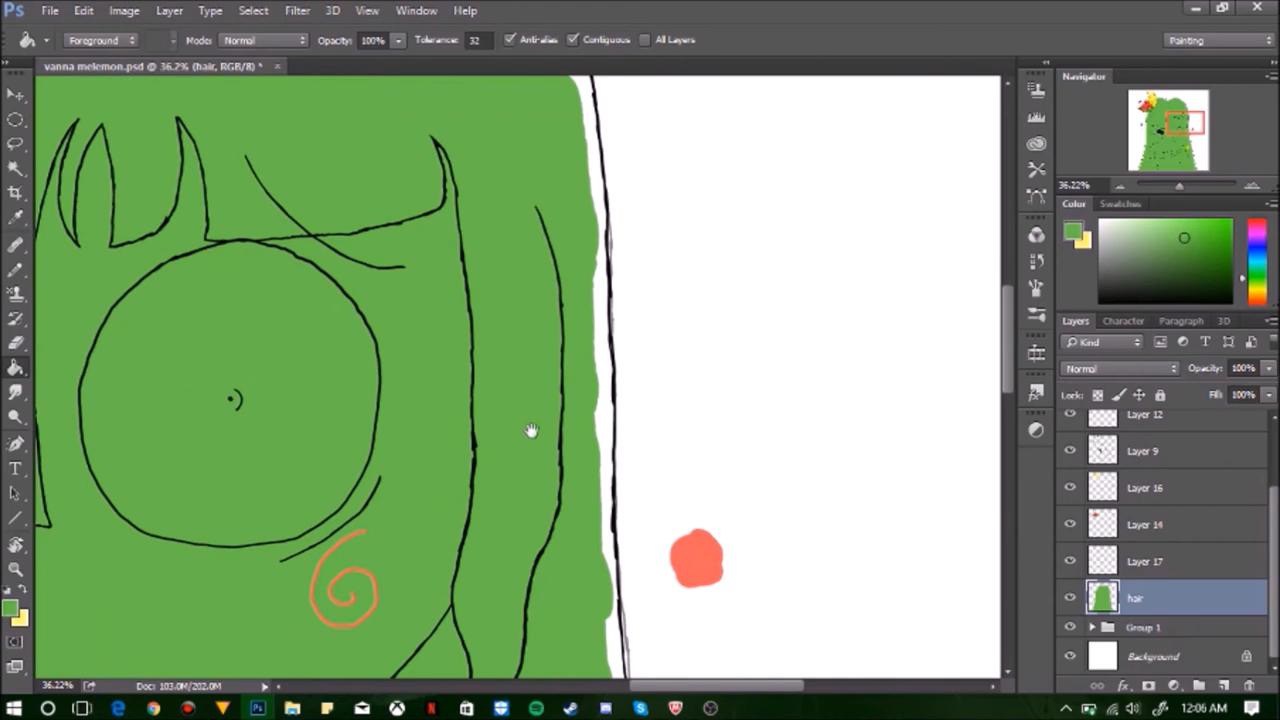 Ps File Edit Image Layer Type Select Filter 3D View Window Help
Foreground Mode: Normal Opacity: 100% Tolerance: 32 Anti-alias Contiguous All Layers Painting
vanna melemon.psd @ 36.2% (hair, RGB/8) * ×
Navigator
36.22%
Color Swatches
Layers Character Paragraph 3D
Kind
Normal Opacity: 100%
Lock: Fill: 100%
Layer 12
Layer 9
Layer 16
Layer 14
Layer 17
hair
Group 1
Background
36.22% Doc: 103.0M/202.0M
12:06 AM